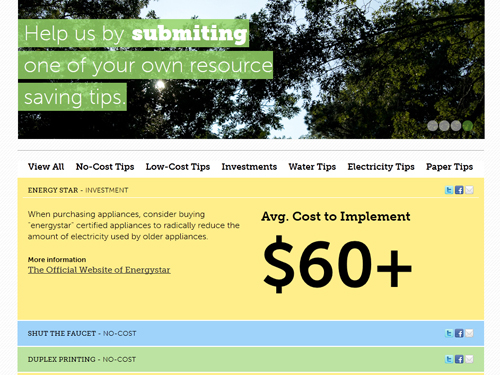 Help us by submiting
one of your own resource
saving tips.
View All No-Cost Tips Low-Cost Tips Investments Water Tips Electricity Tips Paper Tips
ENERGY STAR - INVESTMENT
When purchasing appliances, consider buying
"energystar" certified appliances to radically reduce the
amount of electricity used by older appliances.
More information
The Official Website of Energystar
Avg. Cost to Implement
$60+
SHUT THE FAUCET - NO-COST
DUPLEX PRINTING - NO-COST